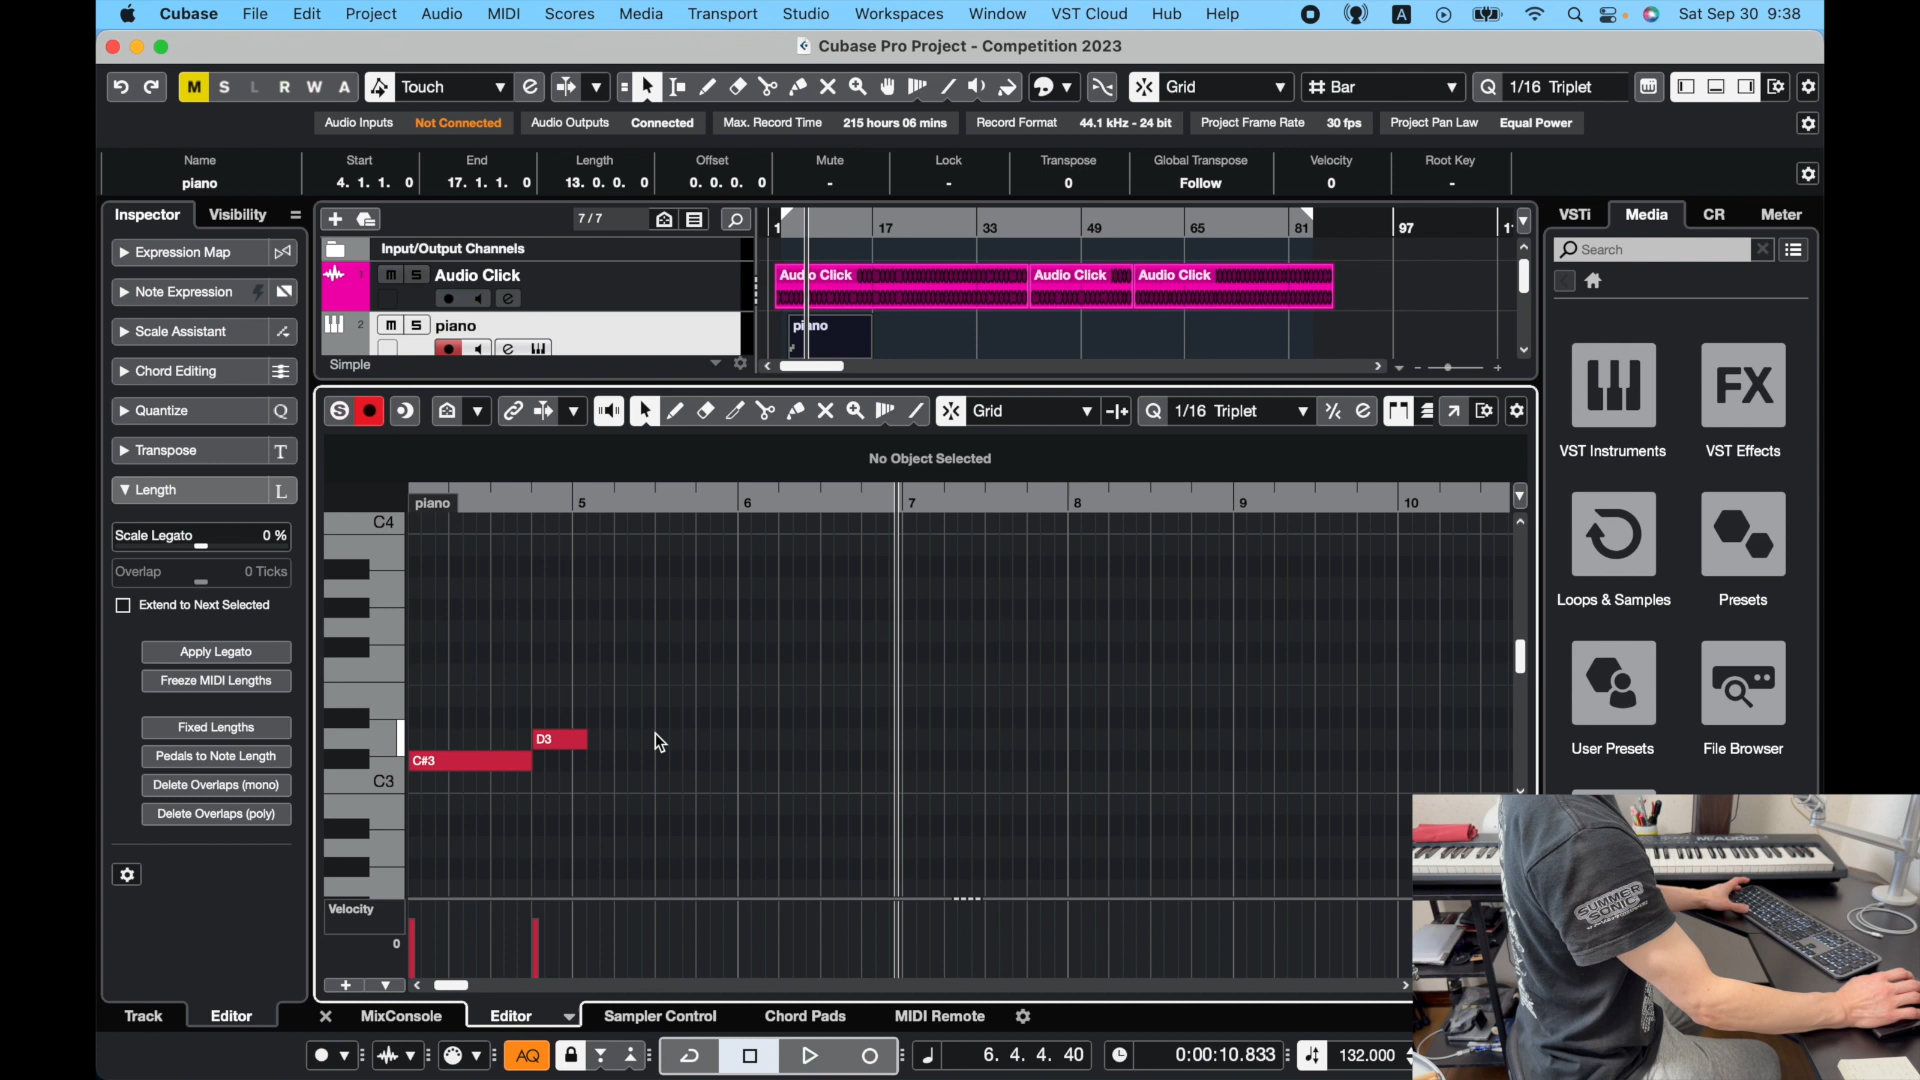 Cubase File Edit Project Audio MIDI Scores Media Transport Studio Workspaces Window VST Cloud Hub Help A Sat Sep 30 9:38
Cubase Pro Project - Competition 2023
M S L R W A Touch Grid Bar Q 1/16 Triplet
Audio Inputs Not Connected Audio Outputs Connected Max. Record Time 215 hours 06 mins Record Format 44.1 kHz - 24 bit Project Frame Rate 30 fps Project Pan Law Equal Power
Name Start End Length Offset Mute Lock Transpose Global Transpose Velocity Root Key
piano 4. 1. 1. 0 17. 1. 1. 0 13. 0. 0. 0 0. 0. 0. 0 - - 0 Follow 0 -
Inspector Visibility
Expression Map
Note Expression
Scale Assistant
Chord Editing
Quantize Q
Transpose T
Length L
Scale Legato 0 %
Overlap 0 Ticks
Extend to Next Selected
Apply Legato
Freeze MIDI Lengths
Fixed Lengths
Pedals to Note Length
Delete Overlaps (mono)
Delete Overlaps (poly)
7 / 7
1 17 33 49 65 81 97
Input/Output Channels
1 m S Audio Click
Audio Click Audio Click Audio Click
2 m S piano
piano
Simple
S Grid Q 1/16 Triplet
No Object Selected
piano 5 6 7 8 9 10
C4
D3
C#3
C3
Velocity
0
VSTi Media CR Meter
Search
VST Instruments VST Effects
Loops & Samples Presets
User Presets File Browser
FX
M-AUDIO
SUMMER
SONIC
Track Editor MixConsole Editor Sampler Control Chord Pads MIDI Remote
AQ 6. 4. 4. 40 0:00:10.833 132.000